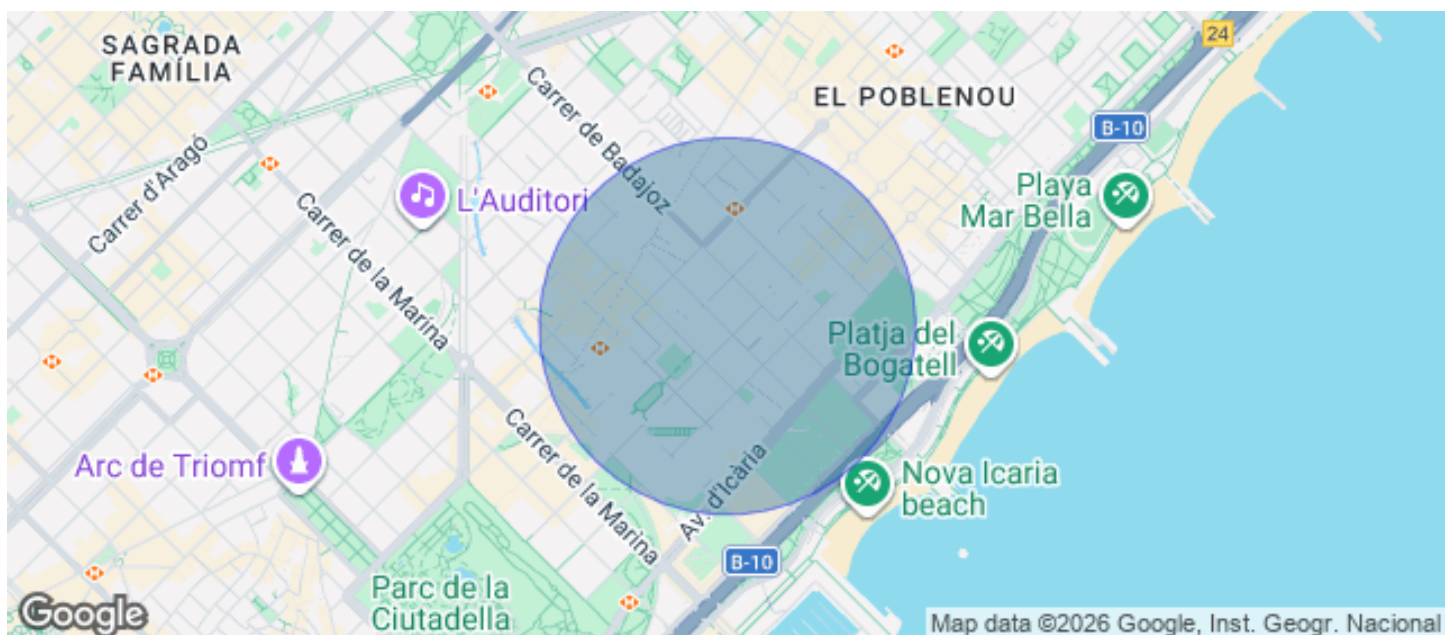 SAGRADA
FAMÍLIA
24
EL POBLENOU
B-10
Carrer de Badajoz
Carrer d'Aragó
L'Auditori
Playa
Mar Bella
Carrer de la Marina
Platja del
Bogatell
Arc de Triomf
Carrer de la Marina
Av. d'Icària
Nova Icaria
beach
B-10
Parc de la
Ciutadella
Google
Map data ©2026 Google, Inst. Geogr. Nacional